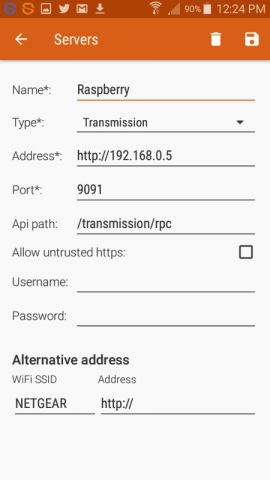 90% 12:24 PM
Servers
Name*: Raspberry
Type*: Transmission
Address*: http://192.168.0.5
Port*: 9091
Api path: /transmission/rpc
Allow untrusted https:
Username:
Password:
Alternative address
WiFi SSID Address
NETGEAR http://